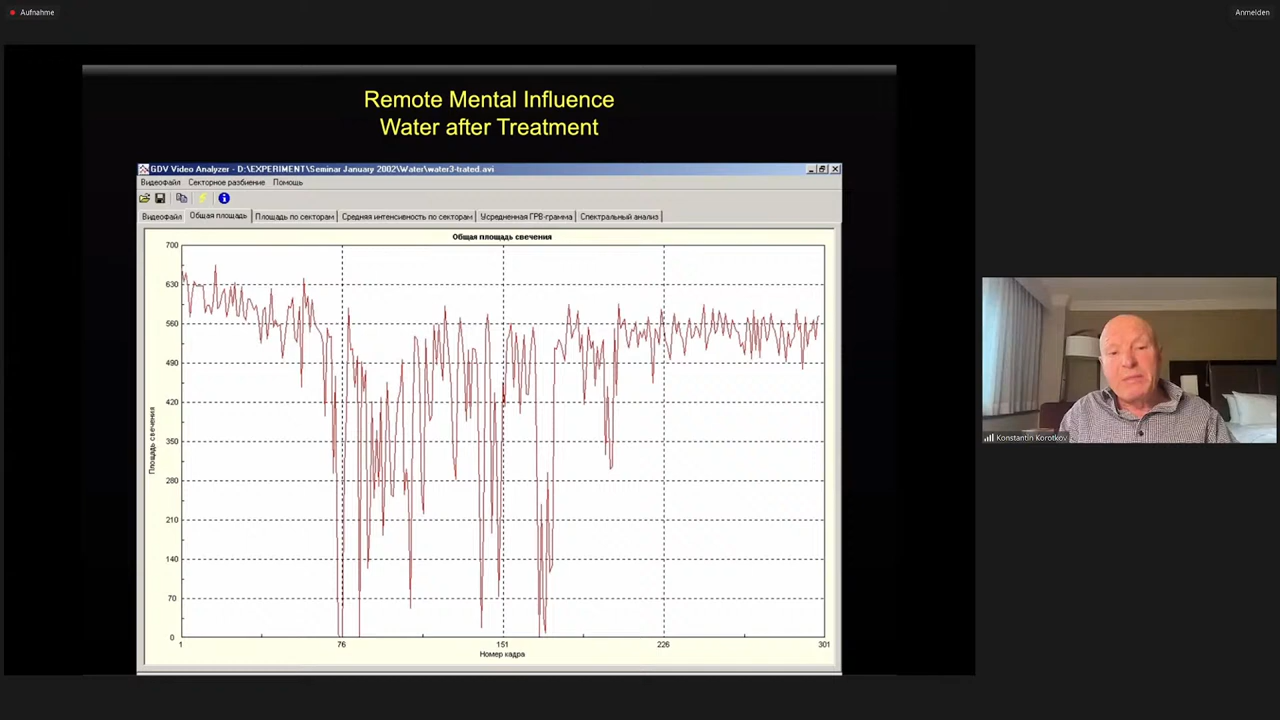 Aufnahme
Anmelden
Remote Mental Influence
Water after Treatment
GDV Video Analyzer - D:\EXPERIMENT\Seminar January 2002\Water\water3-trated.avi
Видеофайл Секторное разбиение Помощь
Видеофайл Общая площадь Площадь по секторам Средняя интенсивность по секторам Усредненная ГРВ-грамма Спектральный анализ
Общая площадь свечения
700
630
560
490
420
350
280
210
140
70
0
Площадь свечения
1 76 151 226 301
Номер кадра
Konstantin Korotkov